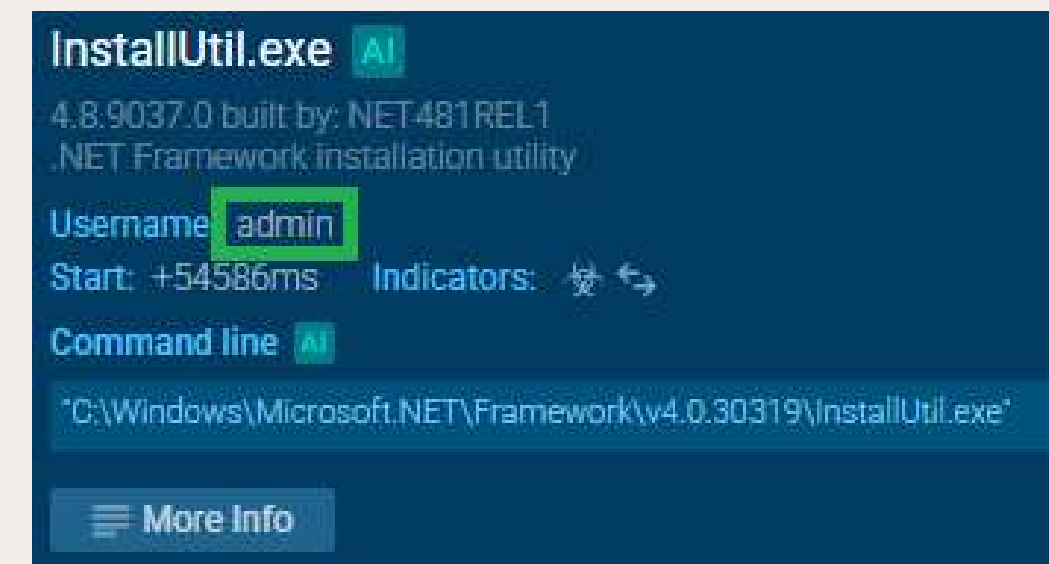 InstallUtil.exe AI
4.8.9037.0 built by: NET481REL1
.NET Framework installation utility
Username admin
Start: +54586ms Indicators:
Command line AI
"C:\Windows\Microsoft.NET\Framework\v4.0.30319\InstallUtil.exe"
More Info